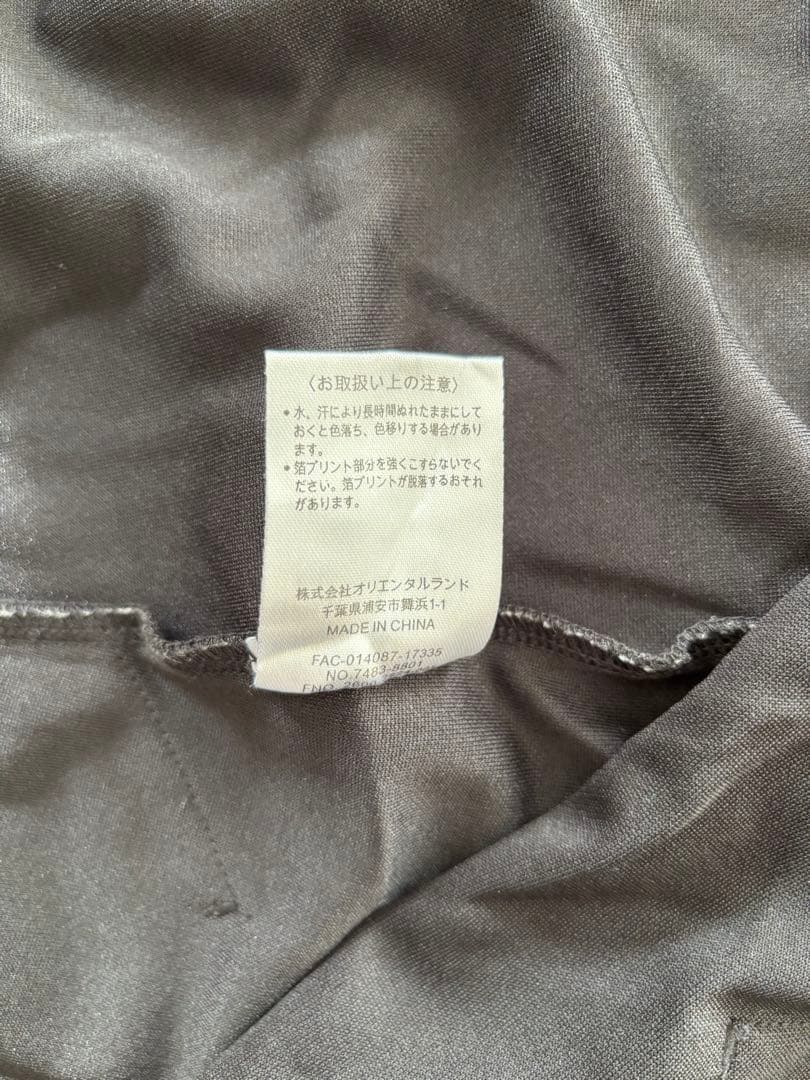 〈お取扱い上の注意〉
●水、汗により長時間ぬれたままにして
おくと色落ち、色移りする場合があり
ます。
●箔プリント部分を強くこすらないでく
ださい。箔プリントが脱落するおそれ
があります。
株式会社オリエンタルランド
千葉県浦安市舞浜1-1
MADE IN CHINA
FAC-014087-17335
NO.7483-8801